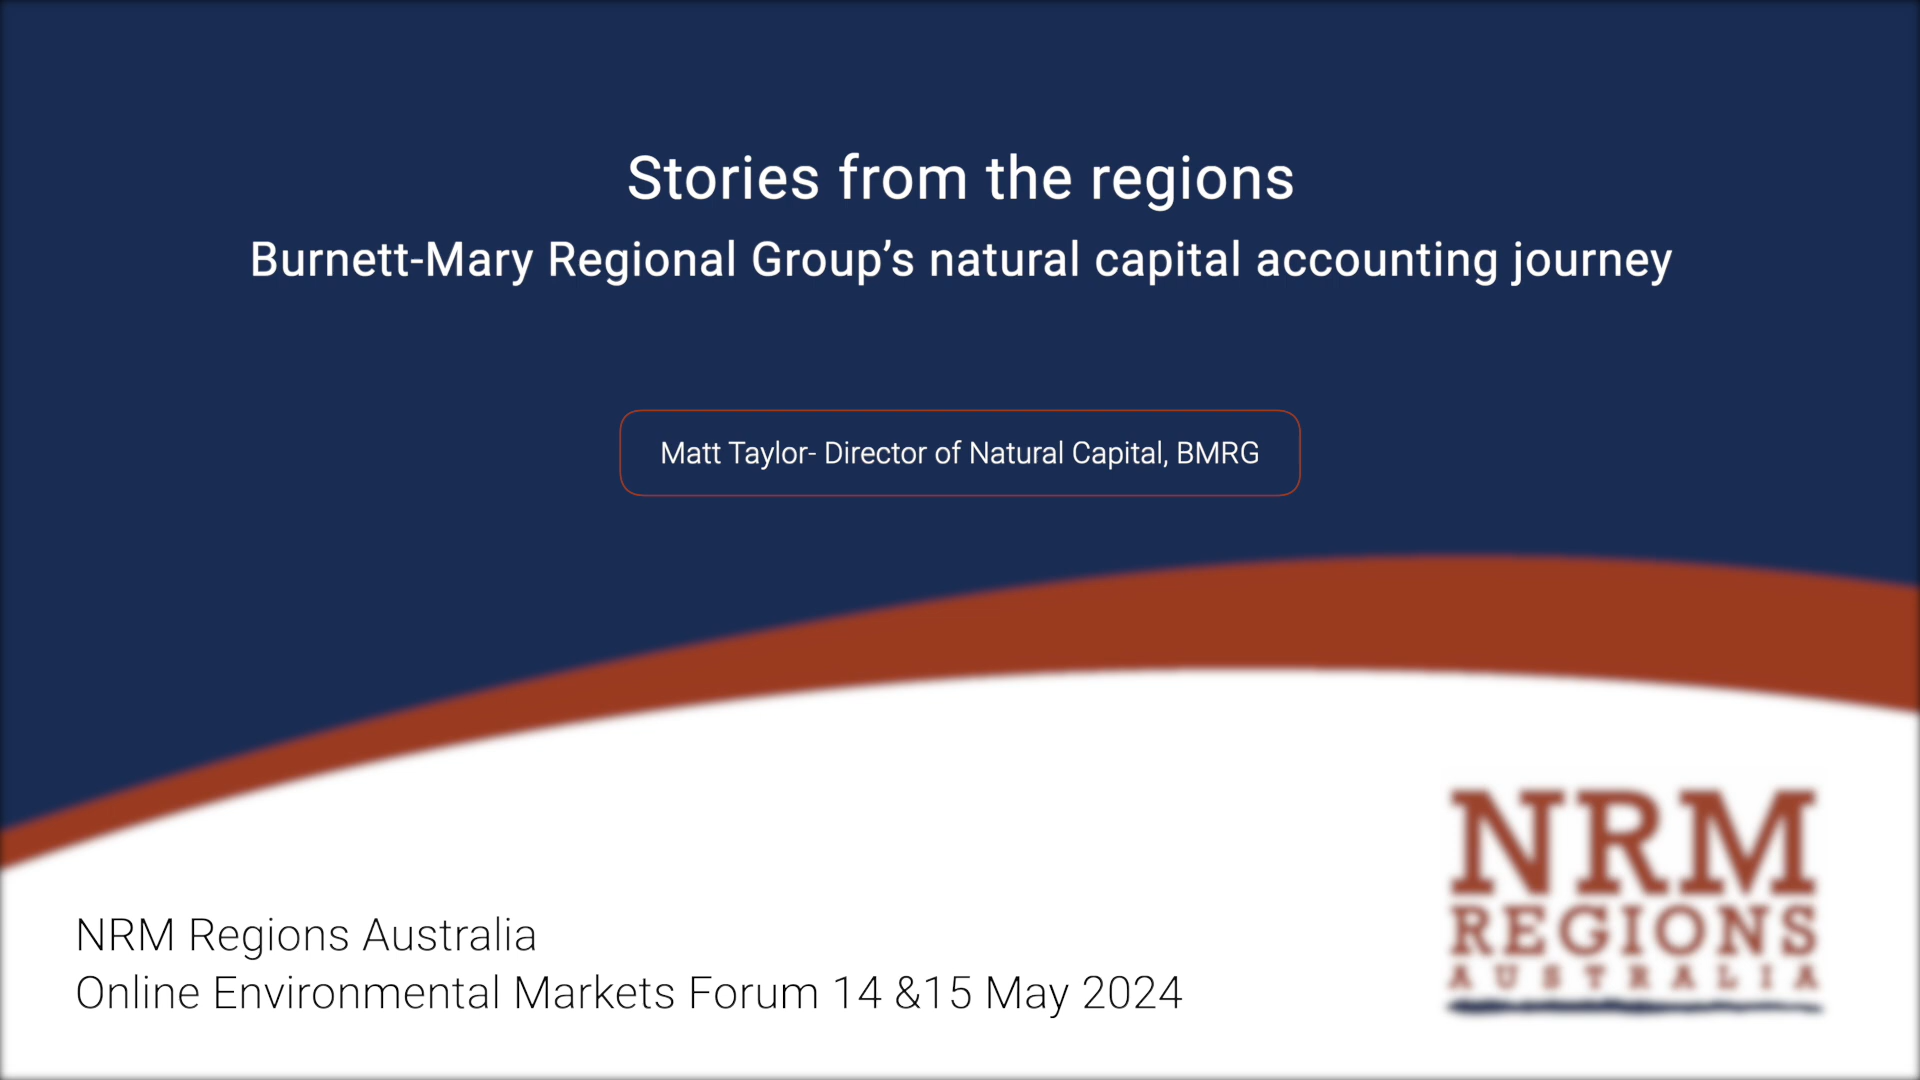 Stories from the regions
Burnett-Mary Regional Group’s natural capital accounting journey
Matt Taylor- Director of Natural Capital, BMRG
NRM Regions Australia
Online Environmental Markets Forum 14 &15 May 2024
NRM
REGIONS
AUSTRALIA